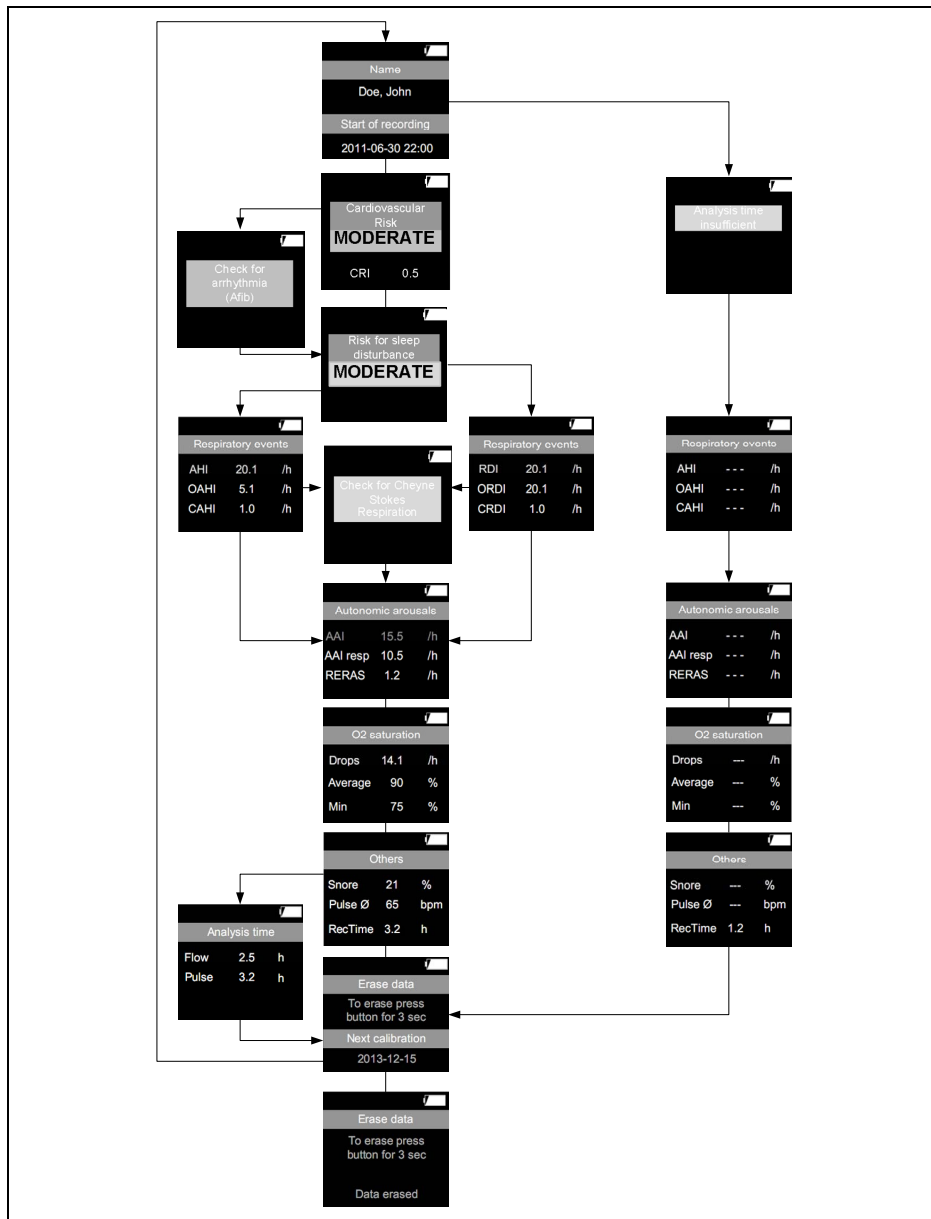 Name
Doe, John
Start of recording
2011-06-30 22:00
Cardiovascular
Risk
MODERATE
CRI 0.5
Analysis time
insufficient
Check for
arrhythmia
(Afib)
Risk for sleep
disturbance
MODERATE
Respiratory events
AHI 20.1 /h
OAHI 5.1 /h
CAHI 1.0 /h
Check for Cheyne
Stokes
Respiration
Respiratory events
RDI 20.1 /h
ORDI 20.1 /h
CRDI 1.0 /h
Respiratory events
AHI - - - /h
OAHI - - - /h
CAHI - - - /h
Autonomic arousals
AAI 15.5 /h
AAI resp 10.5 /h
RERAS 1.2 /h
Autonomic arousals
AAI - - - /h
AAI resp - - - /h
RERAS - - - /h
O2 saturation
Drops 14.1 /h
Average 90 %
Min 75 %
O2 saturation
Drops --- /h
Average --- %
Min --- %
Others
Snore 21 %
Pulse Ø 65 bpm
RecTime 3.2 h
Others
Snore --- %
Pulse Ø --- bpm
RecTime 1.2 h
Analysis time
Flow 2.5 h
Pulse 3.2 h
Erase data
To erase press
button for 3 sec
Next calibration
2013-12-15
Erase data
To erase press
button for 3 sec
Data erased